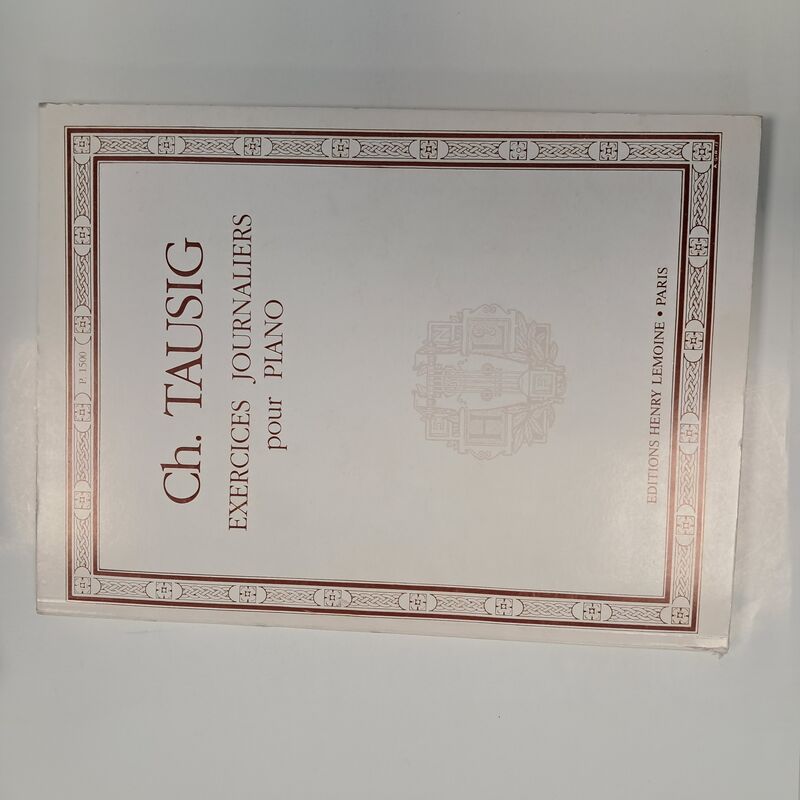 P. 1500
Ch. TAUSIG
EXERCICES JOURNALIERS
pour PIANO
EDITIONS HENRY LEMOINE • PARIS